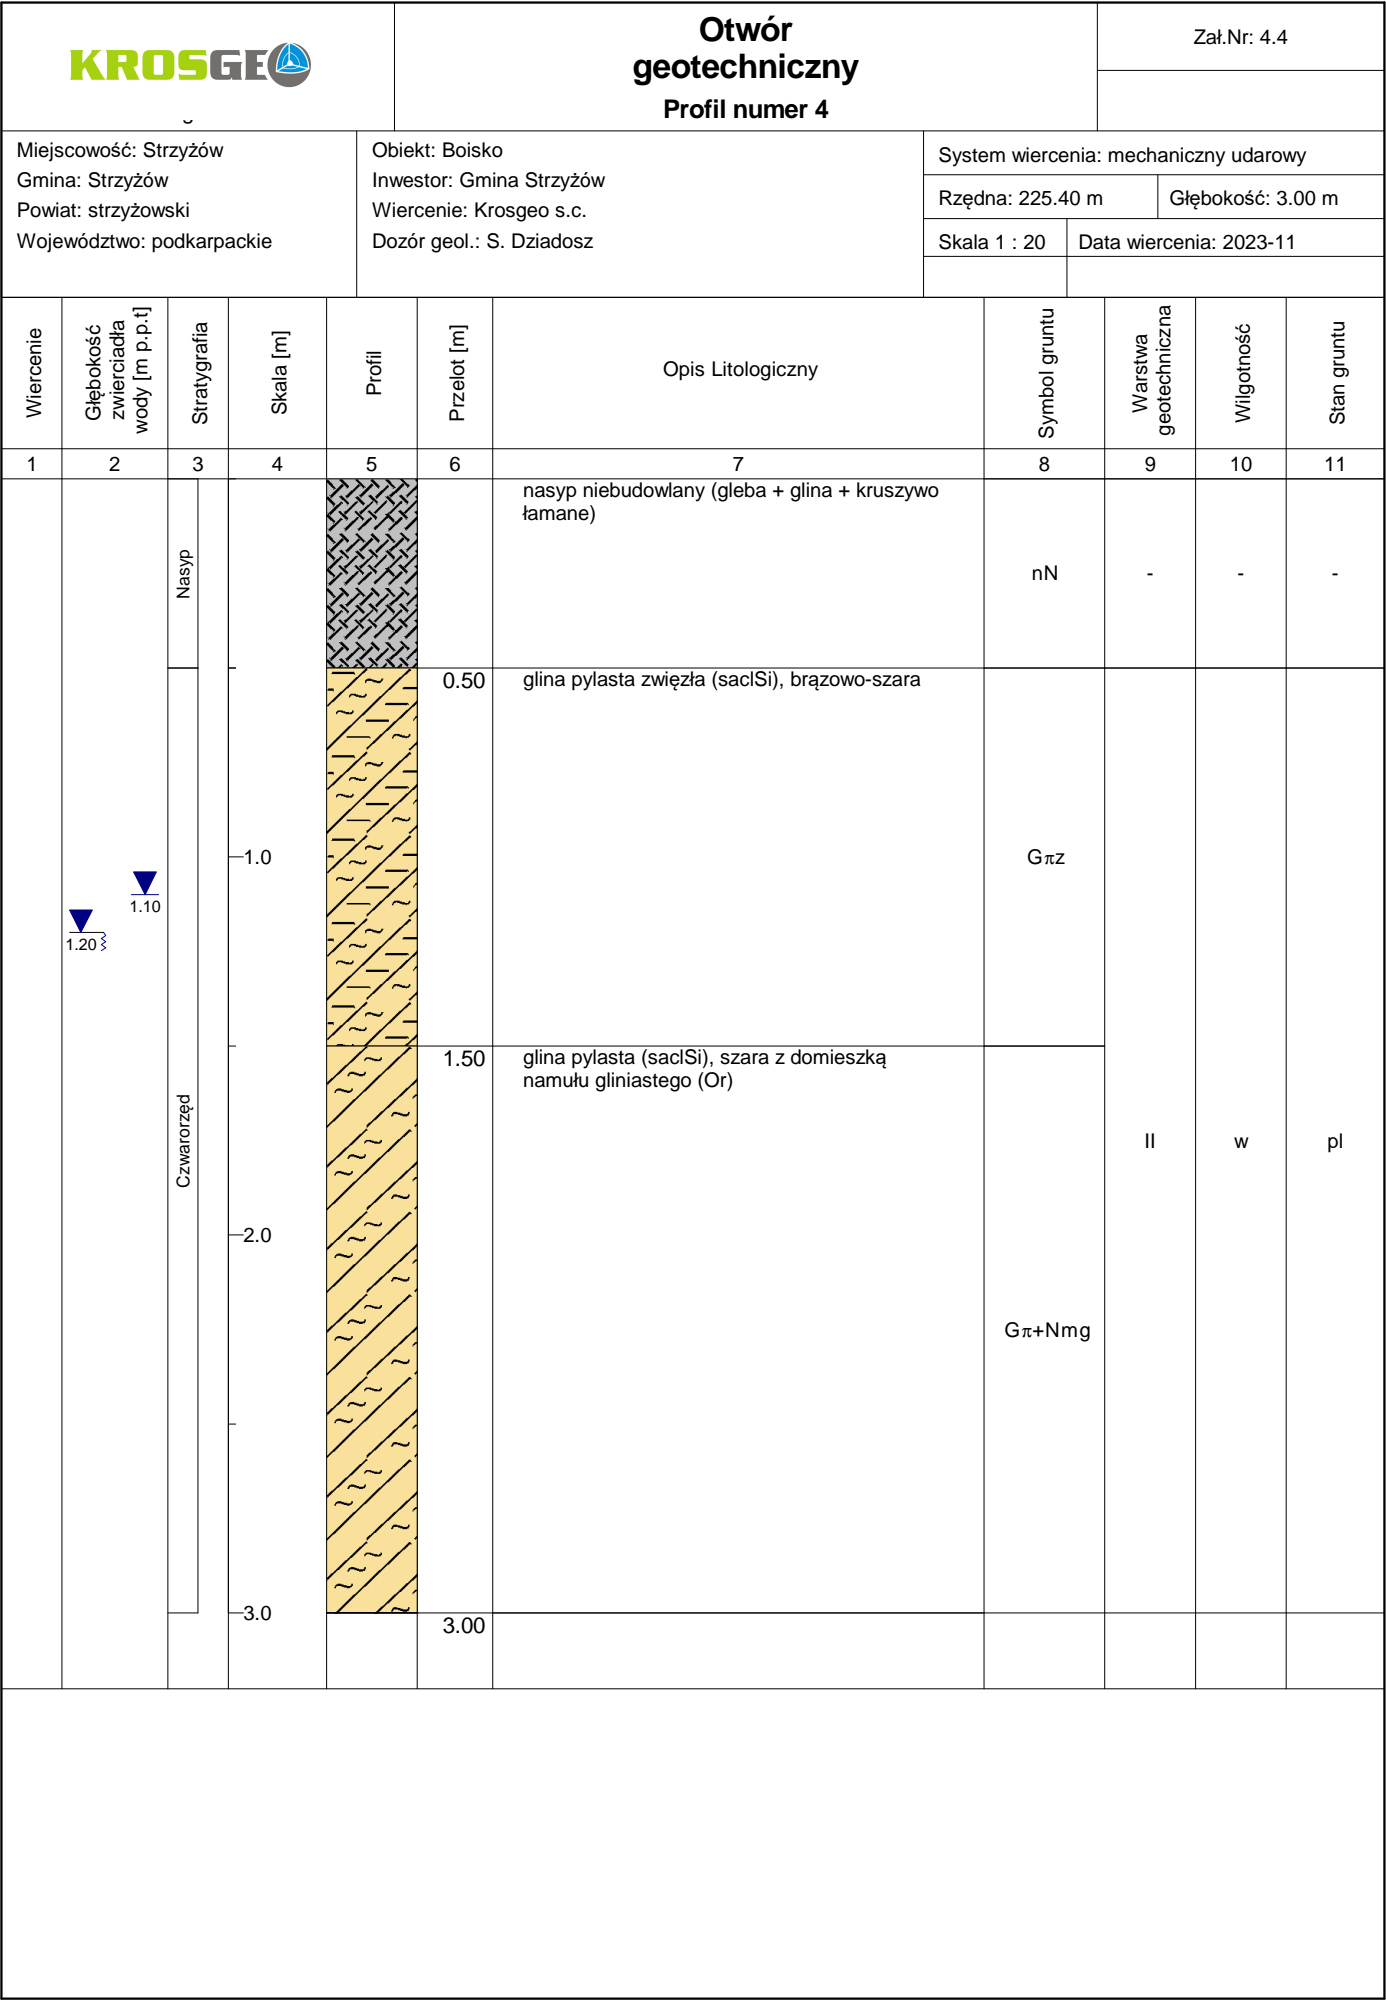 KROSGEO
Otwór
geotechniczny
Profil numer 4
Zał.Nr: 4.4
Miejscowość: Strzyżów
Gmina: Strzyżów
Powiat: strzyżowski
Województwo: podkarpackie
Obiekt: Boisko
Inwestor: Gmina Strzyżów
Wiercenie: Krosgeo s.c.
Dozór geol.: S. Dziadosz
System wiercenia: mechaniczny udarowy
Rzędna: 225.40 m
Głębokość: 3.00 m
Skala 1 : 20
Data wiercenia: 2023-11
Wiercenie
Głębokość
zwierciadła
wody [m p.p.t]
Stratygrafia
Skala [m]
Profil
Przelot [m]
Opis Litologiczny
Symbol gruntu
Warstwa
geotechniczna
Wilgotność
Stan gruntu
1 2 3 4 5 6 7 8 9 10 11
Nasyp
nasyp niebudowlany (gleba + glina + kruszywo
łamane)
nN - - -
0.50 glina pylasta zwięzła (saclSi), brązowo-szara
1.0
Gπz
1.10
1.20
1.50 glina pylasta (saclSi), szara z domieszką
namułu gliniastego (Or)
Czwarorzęd
II w pl
2.0
Gπ+Nmg
3.0
3.00